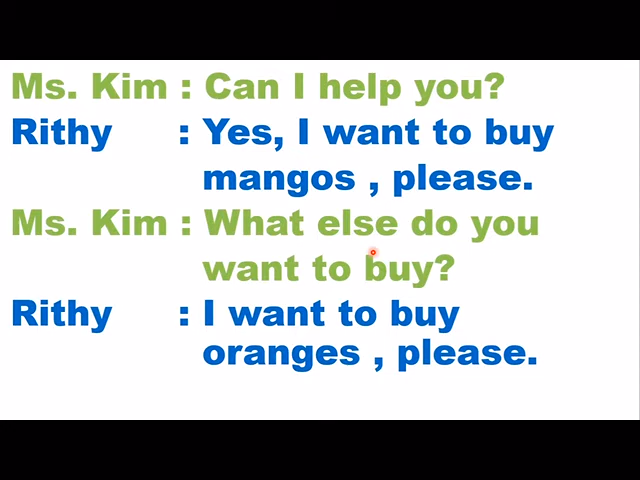 Ms. Kim : Can I help you?
Rithy : Yes, I want to buy
mangos , please.
Ms. Kim : What else do you
want to buy?
Rithy : I want to buy
oranges , please.